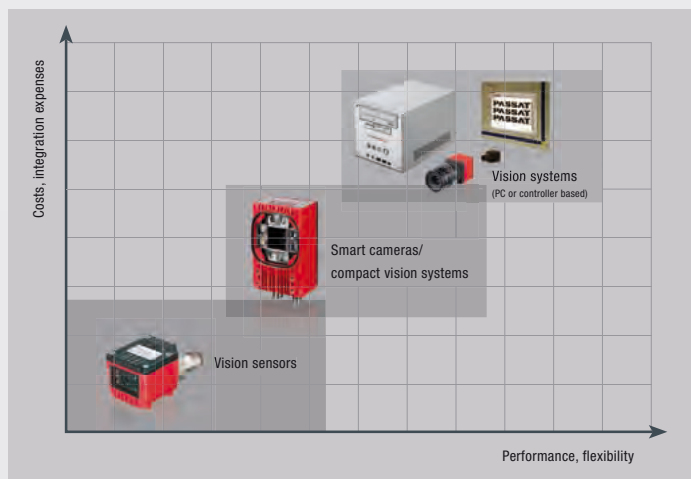 Costs, integration expenses
PASSAT
PASSAT
PASSAT
Vision systems
(PC or controller based)
Smart cameras/
compact vision systems
Vision sensors
Performance, flexibility